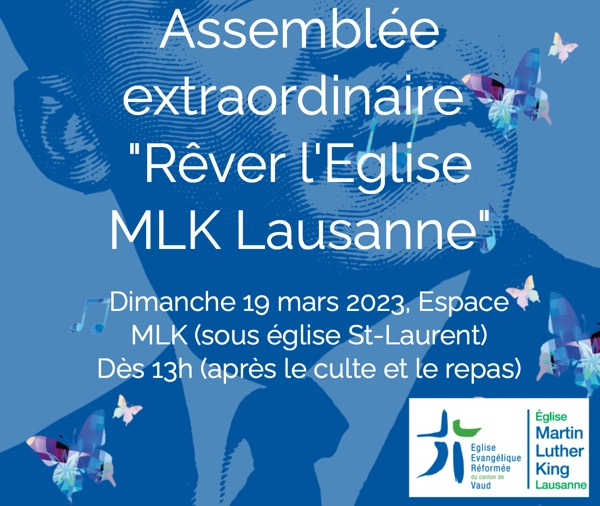 Assemblée
extraordinaire
"Rêver l'Eglise
MLK Lausanne"
Dimanche 19 mars 2023, Espace
MLK (sous église St-Laurent)
Dès 13h (après le culte et le repas)
Eglise
Evangélique
Réformée
du canton de
Vaud
Église
Martin
Luther
King
Lausanne